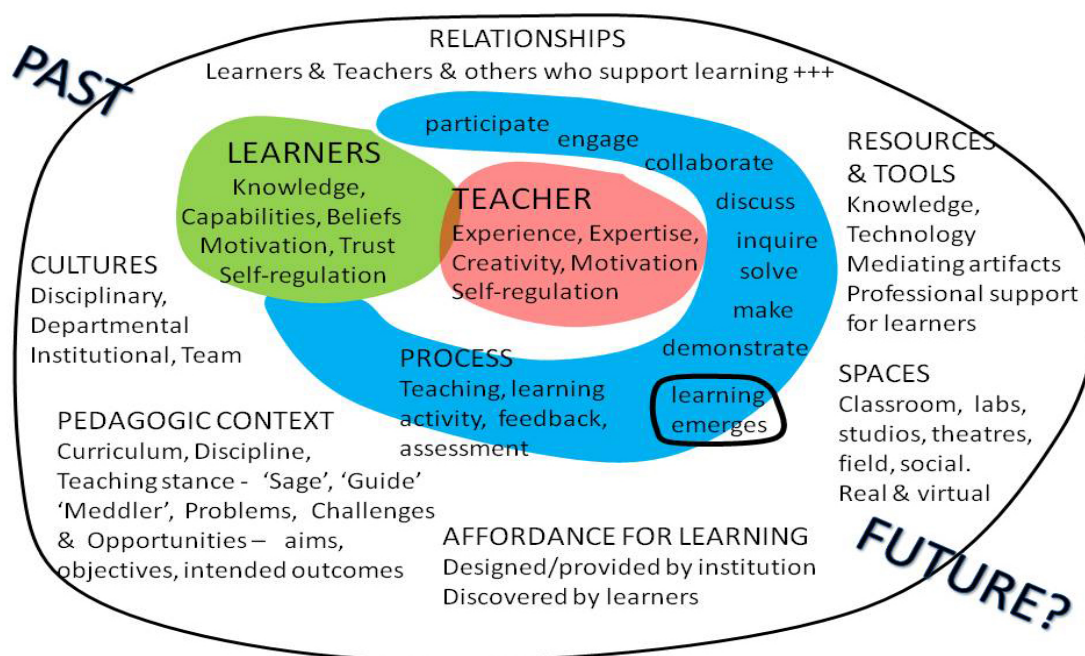 PAST
RELATIONSHIPS
Learners & Teachers & others who support learning +++
participate
engage
collaborate
discuss
inquire
solve
make
demonstrate
learning
emerges
LEARNERS
Knowledge,
Capabilities, Beliefs
Motivation, Trust
Self-regulation
TEACHER
Experience, Expertise,
Creativity, Motivation
Self-regulation
RESOURCES
& TOOLS
Knowledge,
Technology
Mediating artifacts
Professional support
for learners
CULTURES
Disciplinary,
Departmental
Institutional, Team
PROCESS
Teaching, learning
activity, feedback,
assessment
SPACES
Classroom, labs,
studios, theatres,
field, social.
Real & virtual
PEDAGOGIC CONTEXT
Curriculum, Discipline,
Teaching stance - ‘Sage’, ‘Guide’
‘Meddler’, Problems, Challenges
& Opportunities – aims,
objectives, intended outcomes
AFFORDANCE FOR LEARNING
Designed/provided by institution
Discovered by learners
FUTURE?